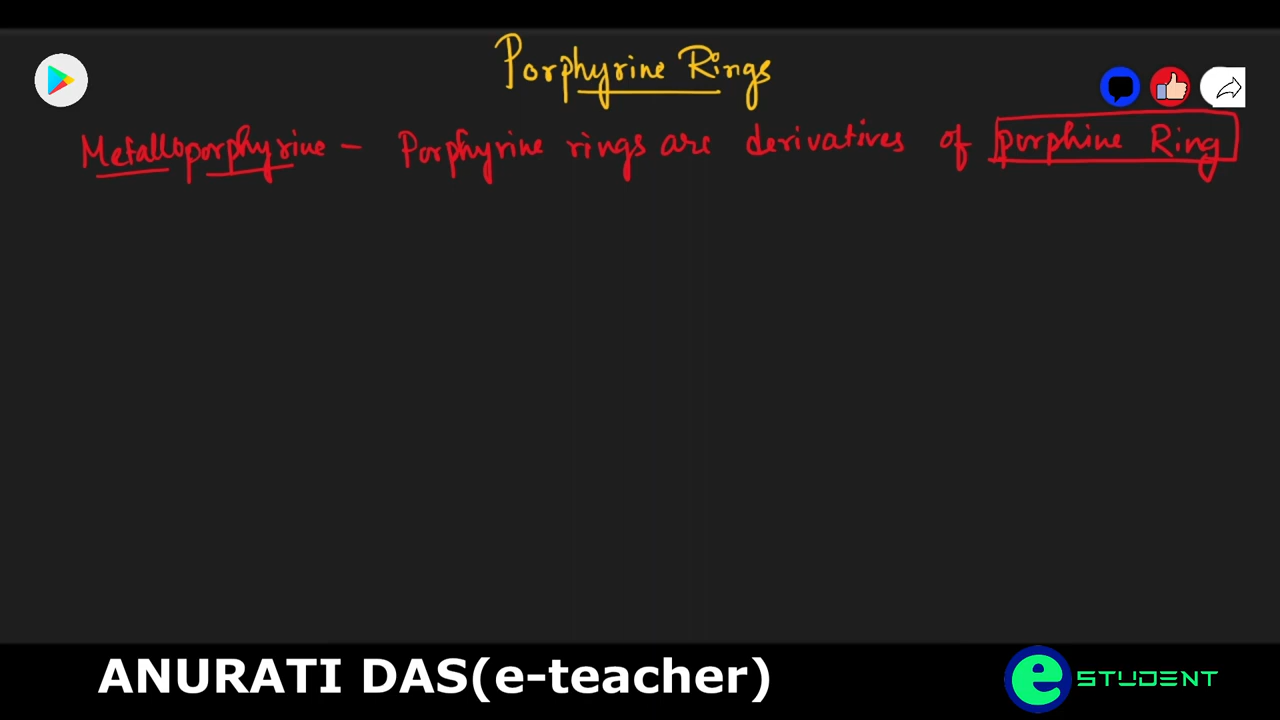 Porphyrine Rings
Metalloporphyrine – Porphyrine rings are derivatives of porphine Ring
ANURATI DAS(e-teacher)
e STUDENT